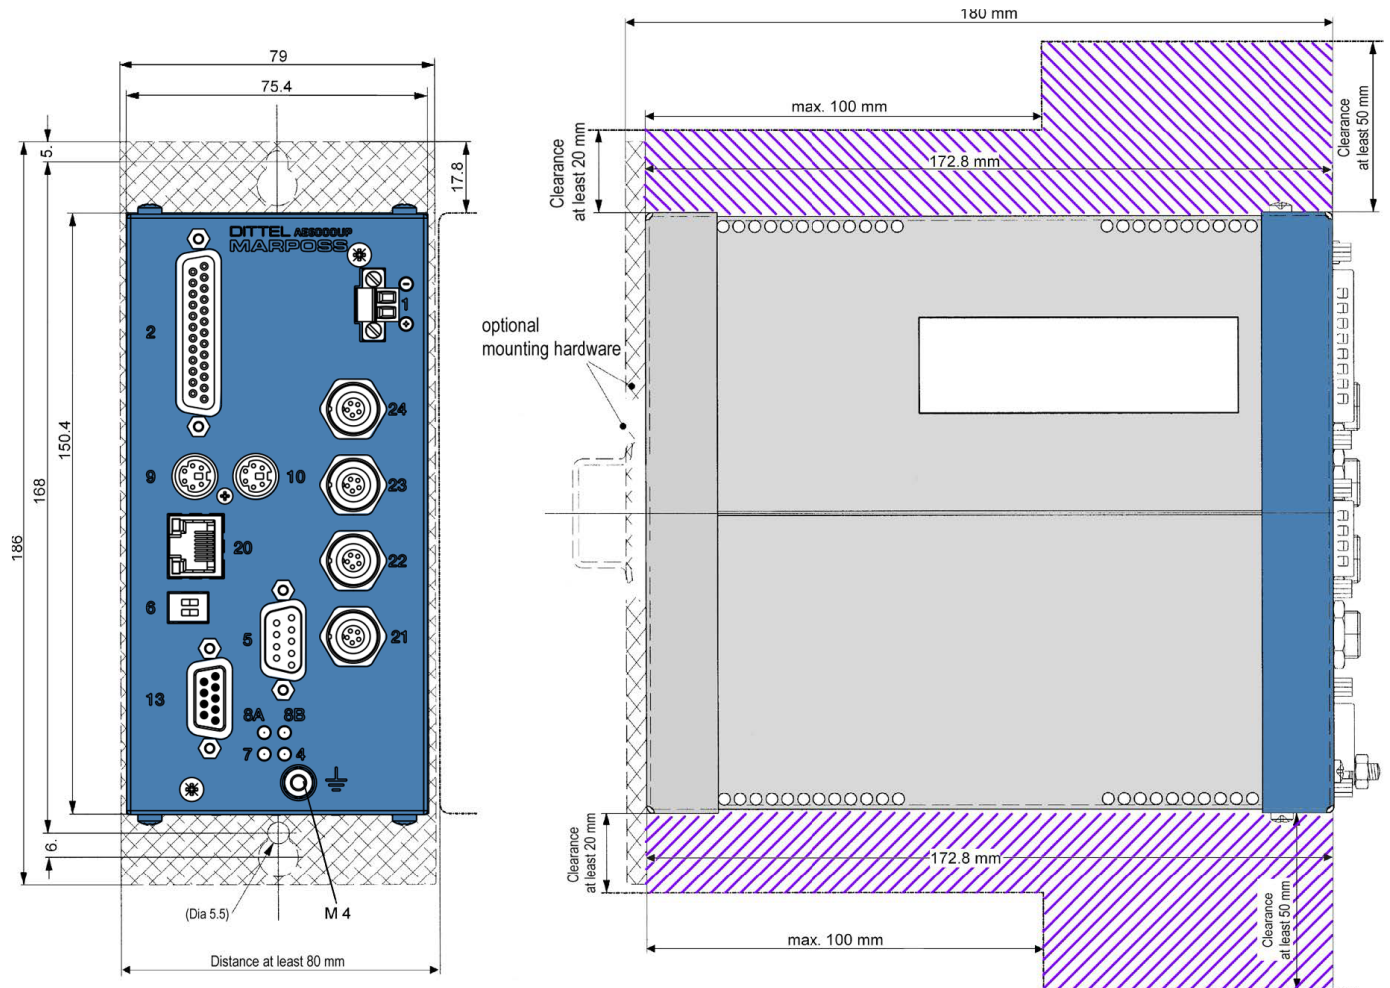 79
75.4
5.
17.8
DITTEL AE6000UP
MARPOSS
1
2
24
9
10
23
20
22
6
5
21
13
8A
8B
7
4
150.4
168
186
6.
(Dia 5.5)
M 4
Distance at least 80 mm
180 mm
max. 100 mm
172.8 mm
Clearance
at least 20 mm
Clearance
at least 50 mm
optional
mounting hardware
Clearance
at least 20 mm
172.8 mm
max. 100 mm
Clearance
at least 50 mm